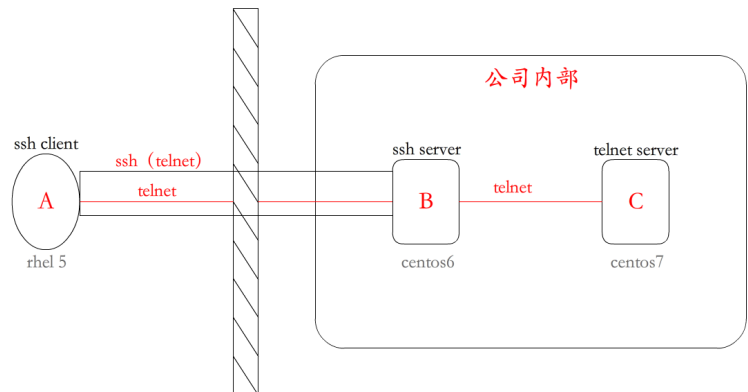 公司内部
ssh client
ssh server
telnet server
ssh（telnet）
telnet
telnet
A
B
C
rhel 5
centos6
centos7